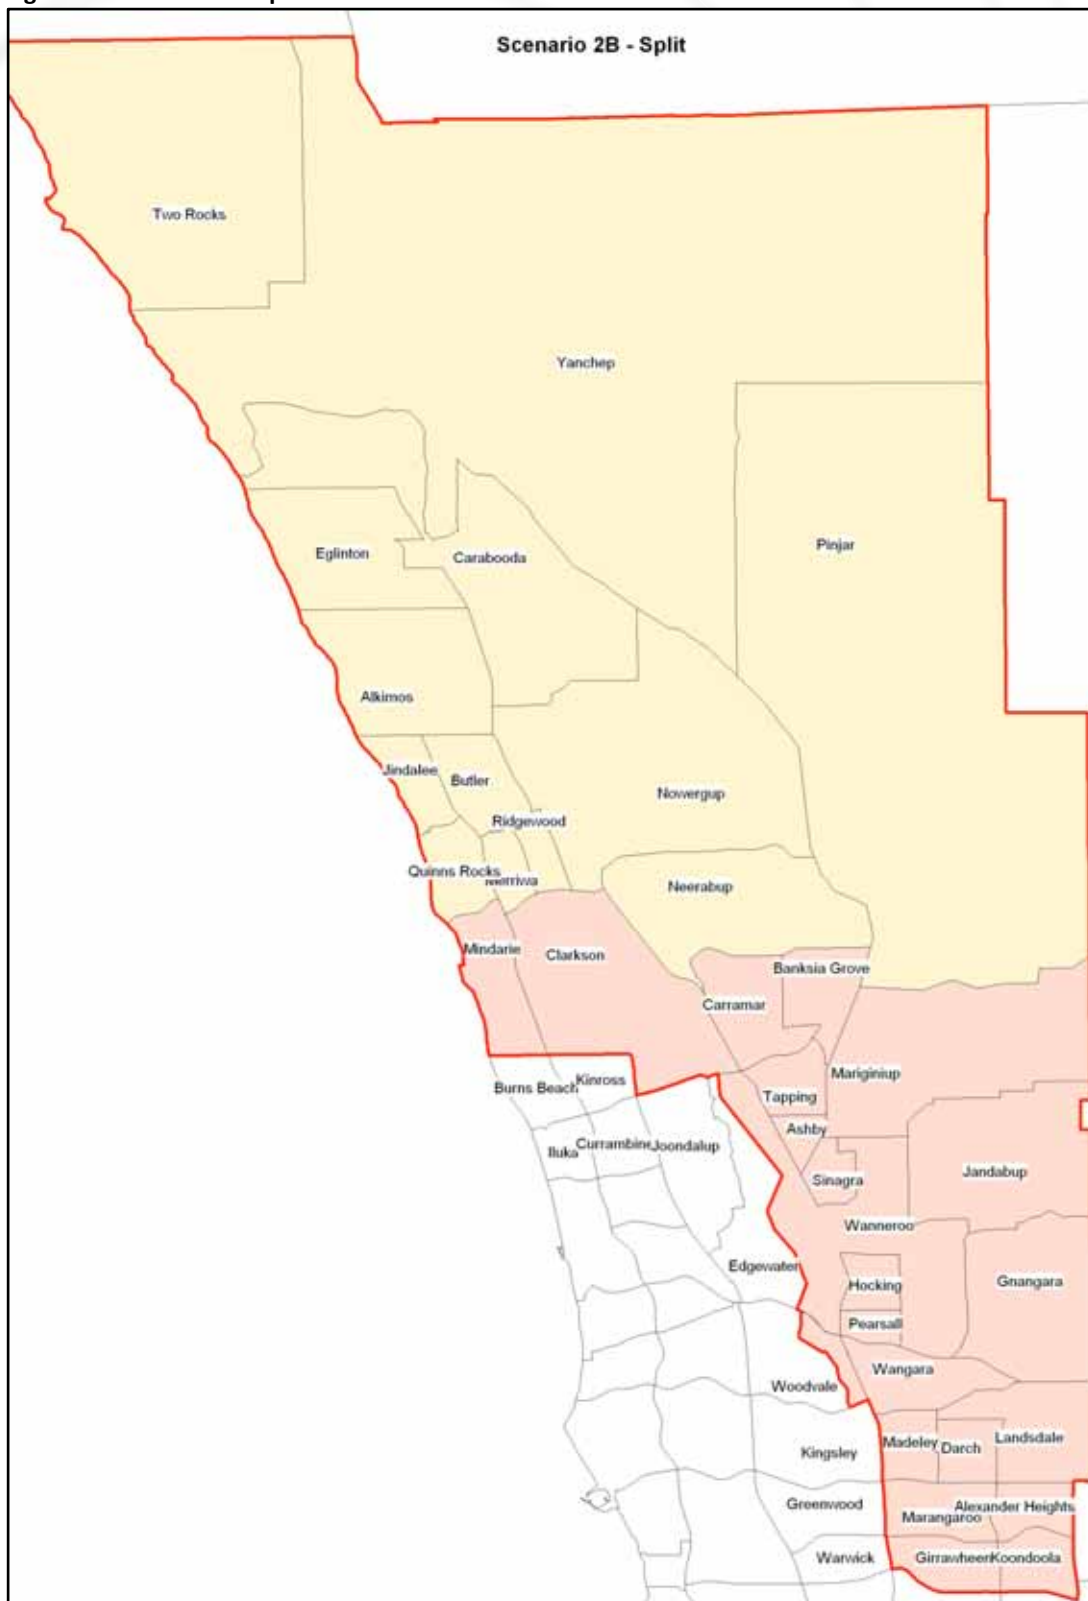 Scenario 2B - Split
Two Rocks
Yanchep
Pinjar
Eglinton
Carabooda
Alkimos
Jindalee
Butler
Nowergup
Ridgewood
Quinns Rocks
Merriwa
Neerabup
Mindarie
Clarkson
Banksia Grove
Carramar
Mariginiup
Burns Beach
Kinross
Tapping
Ashby
Iluka
Currambine
Joondalup
Sinagra
Jandabup
Wanneroo
Edgewater
Hocking
Gnangara
Pearsall
Wangara
Woodvale
Madeley
Darch
Landsdale
Kingsley
Greenwood
Alexander Heights
Marangaroo
Warwick
Girrawheen
Koondoola